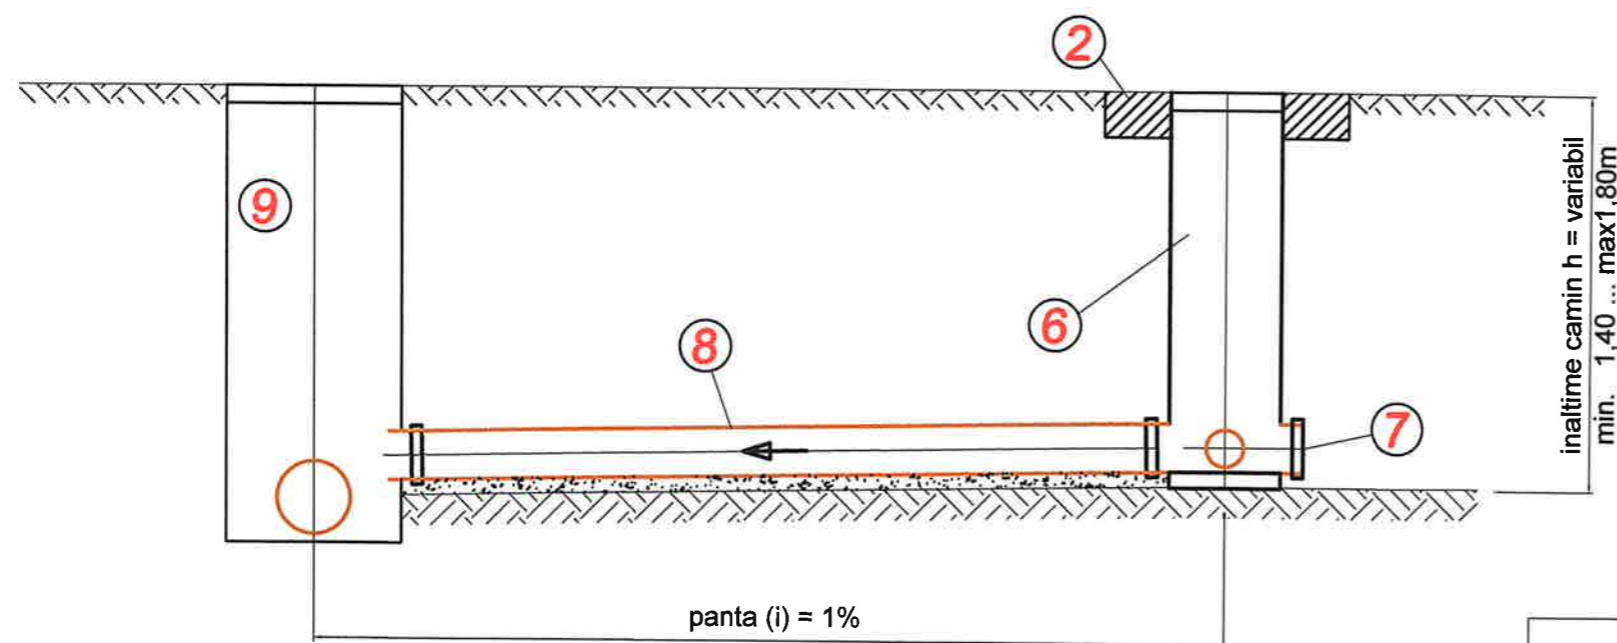 2
9
6
8
7
inaltime camin h = variabil
min. 1,40 ... max1,80m
panta (i) = 1%